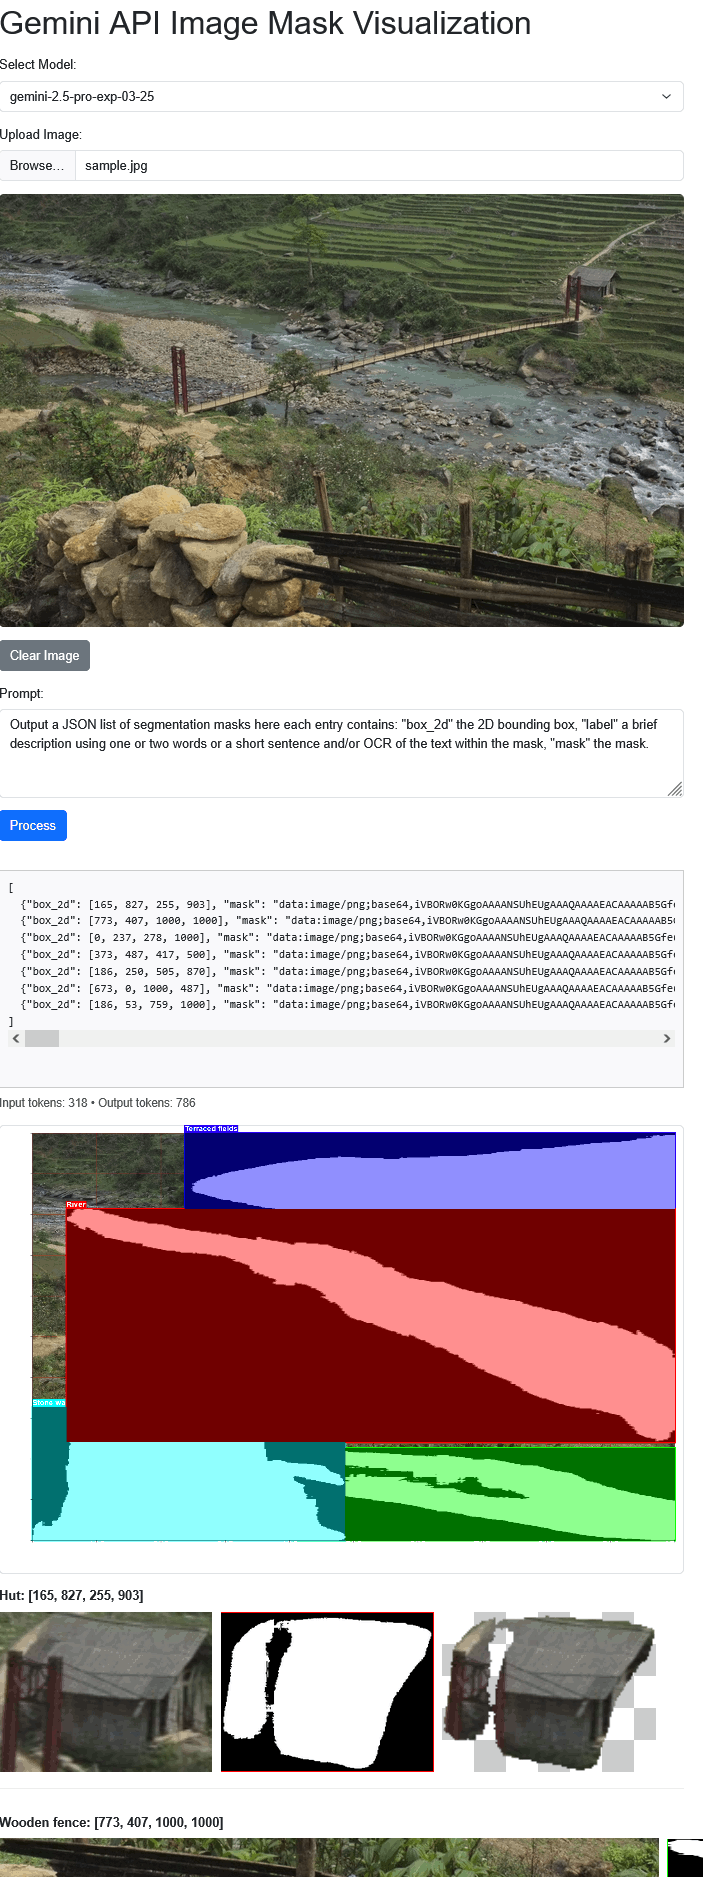 Gemini API Image Mask Visualization
Select Model:
gemini-2.5-pro-exp-03-25
Upload Image:
Browse...
sample.jpg
Clear Image
Prompt:
Output a JSON list of segmentation masks here each entry contains: "box_2d" the 2D bounding box, "label" a brief
description using one or two words or a short sentence and/or OCR of the text within the mask, "mask" the mask.
Process
[
{"box_2d": [165, 827, 255, 903], "mask": "data:image/png;base64,iVBORw0KGgoAAAANSUhEUgAAAQAAAAEACAAAAAB5Gfe
{"box_2d": [773, 407, 1000, 1000], "mask": "data:image/png;base64,iVBORw0KGgoAAAANSUhEUgAAAQAAAAEACAAAAAB5G
{"box_2d": [0, 237, 278, 1000], "mask": "data:image/png;base64,iVBORw0KGgoAAAANSUhEUgAAAQAAAAEACAAAAAB5Gfe
{"box_2d": [373, 487, 417, 500], "mask": "data:image/png;base64,iVBORw0KGgoAAAANSUhEUgAAAQAAAAEACAAAAAB5Gfe
{"box_2d": [186, 250, 505, 870], "mask": "data:image/png;base64,iVBORw0KGgoAAAANSUhEUgAAAQAAAAEACAAAAAB5Gfe
{"box_2d": [673, 0, 1000, 487], "mask": "data:image/png;base64,iVBORw0KGgoAAAANSUhEUgAAAQAAAAEACAAAAAB5Gfe
{"box_2d": [186, 53, 759, 1000], "mask": "data:image/png;base64,iVBORw0KGgoAAAANSUhEUgAAAQAAAAEACAAAAAB5Gfe
]
Input tokens: 318 • Output tokens: 786
Terraced fields
River
Stone wa
Hut: [165, 827, 255, 903]
Wooden fence: [773, 407, 1000, 1000]